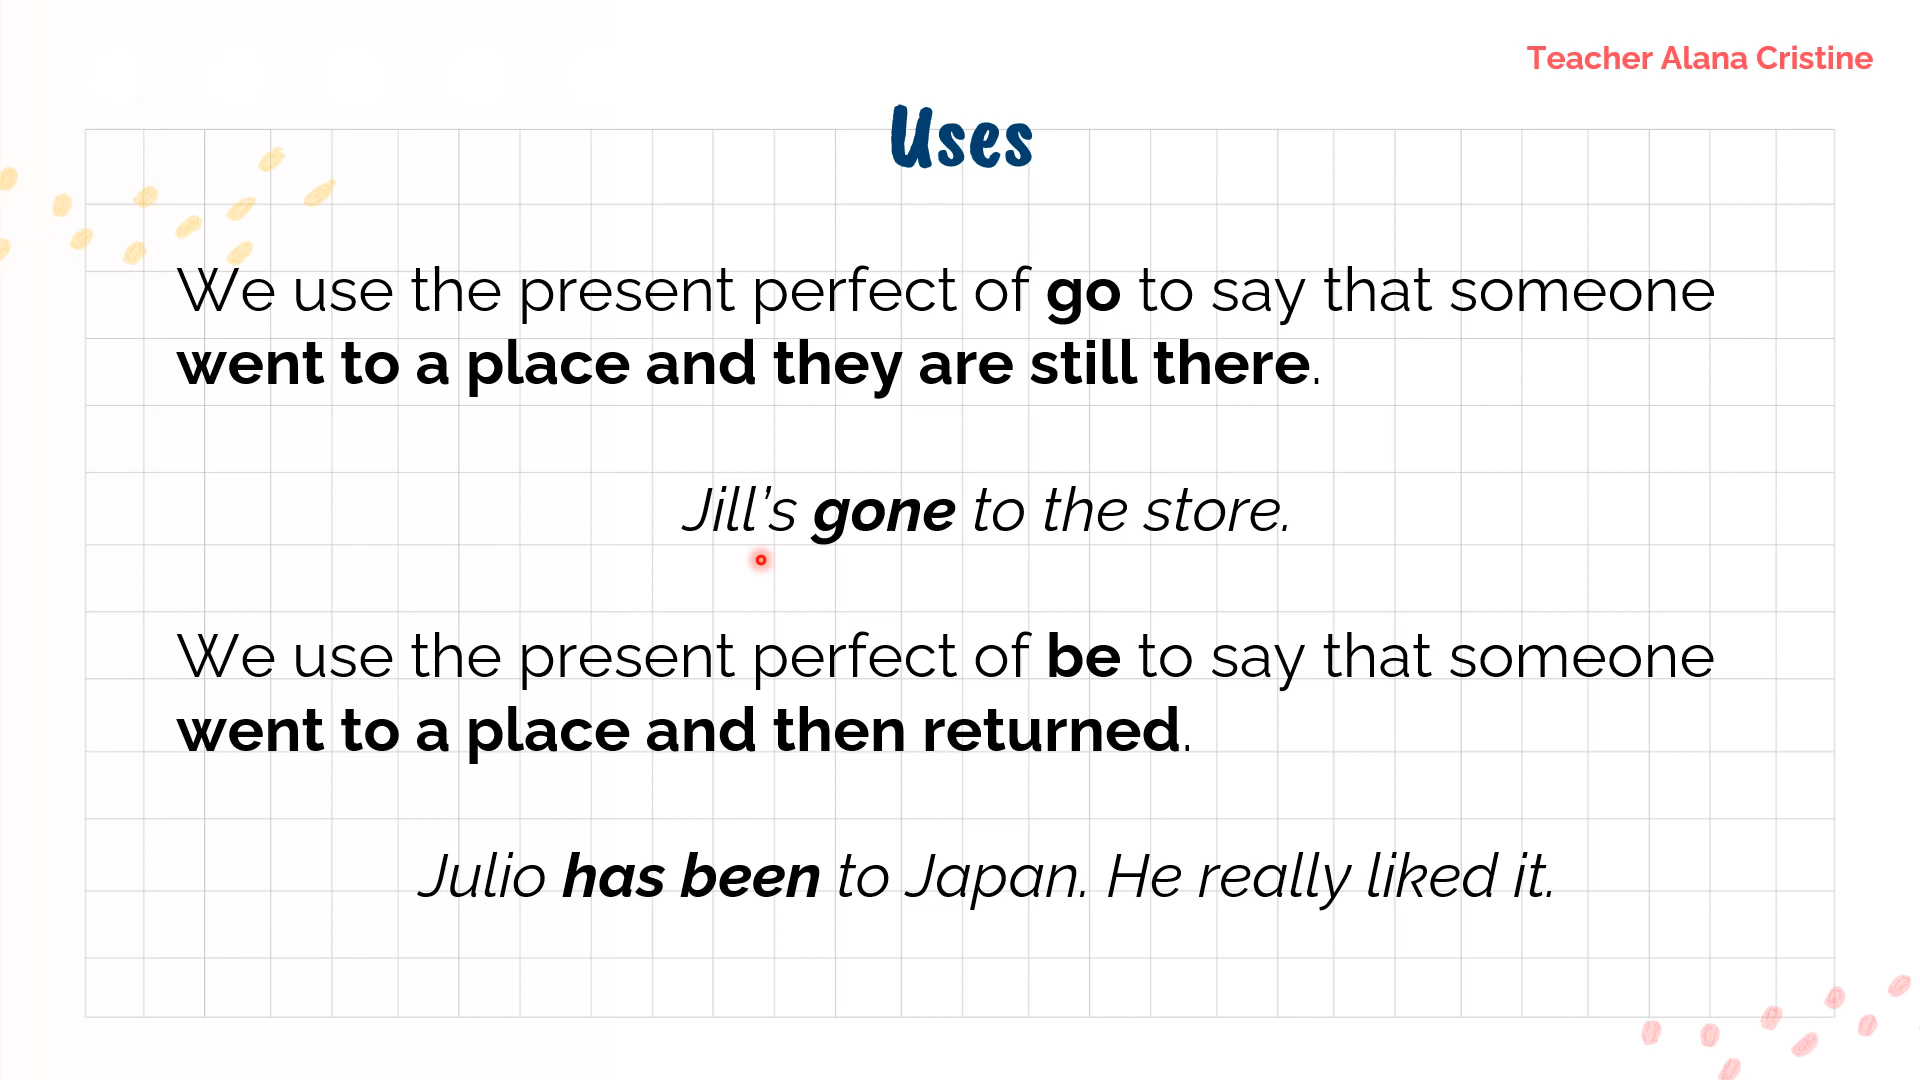 Teacher Alana Cristine
Uses
We use the present perfect of go to say that someone
went to a place and they are still there.
Jill’s gone to the store.
We use the present perfect of be to say that someone
went to a place and then returned.
Julio has been to Japan. He really liked it.